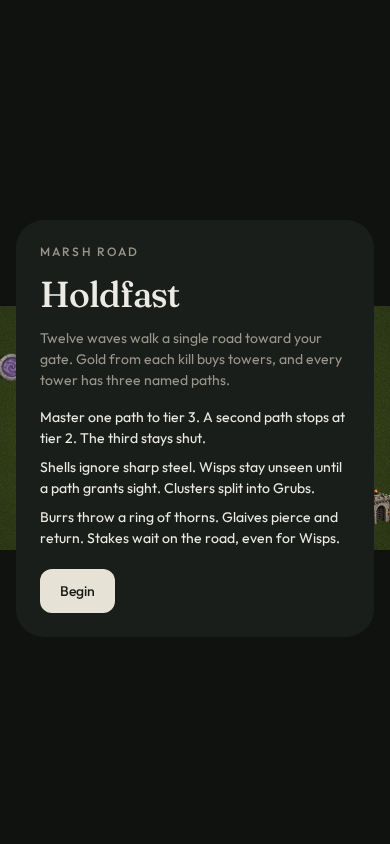 MARSH ROAD
Holdfast
Twelve waves walk a single road toward your
gate. Gold from each kill buys towers, and every
tower has three named paths.
Master one path to tier 3. A second path stops at
tier 2. The third stays shut.
Shells ignore sharp steel. Wisps stay unseen until
a path grants sight. Clusters split into Grubs.
Burrs throw a ring of thorns. Glaives pierce and
return. Stakes wait on the road, even for Wisps.
Begin